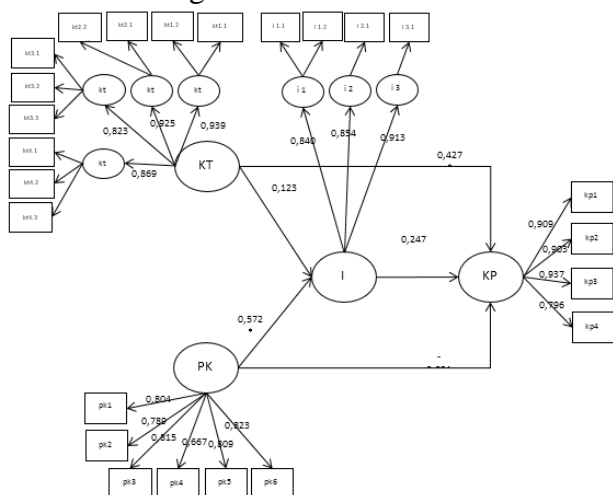 kt2.2
kt2.1
kt1.2
kt1.1
i 1.1
i 1.2
i 2.1
i 3.1
kt3.1
kt3.2
kt3.3
kt4.1
kt4.2
kt4.3
kt
kt
kt
kt
i 1
i 2
i 3
0,823
0,925
0,939
0,869
0,840
0,854
0,913
KT
0,427
0,123
kp1
kp2
kp3
kp4
0,909
0,937
0,796
0,247
I
KP
0,572
PK
0,804
0,789
0,815
0,667
0,809
0,823
pk1
pk2
pk3
pk4
pk5
pk6